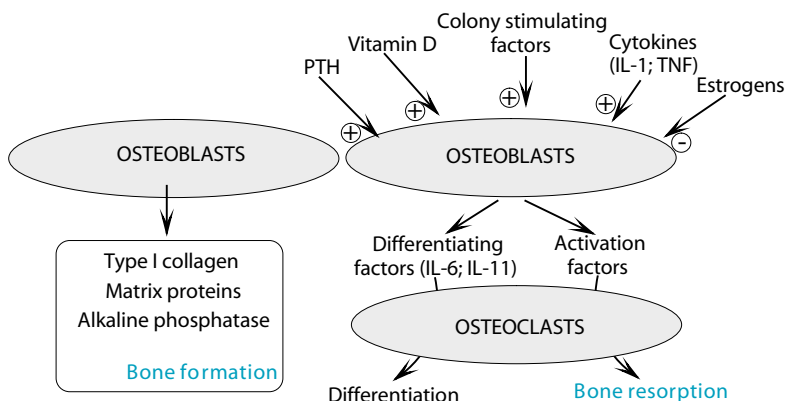 Colony stimulating
factors
Vitamin D
Cytokines
(IL-1; TNF)
PTH
Estrogens
+
+
+
+
-
OSTEOBLASTS
OSTEOBLASTS
Differentiating
factors (IL-6; IL-11)
Activation
factors
Type I collagen
Matrix proteins
Alkaline phosphatase
Bone formation
OSTEOCLASTS
Differentiation
Bone resorption